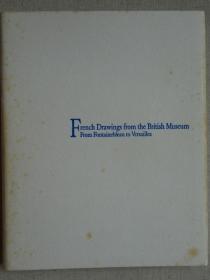 French Drawings from the British Museum
From Fontainebleau to Versailles